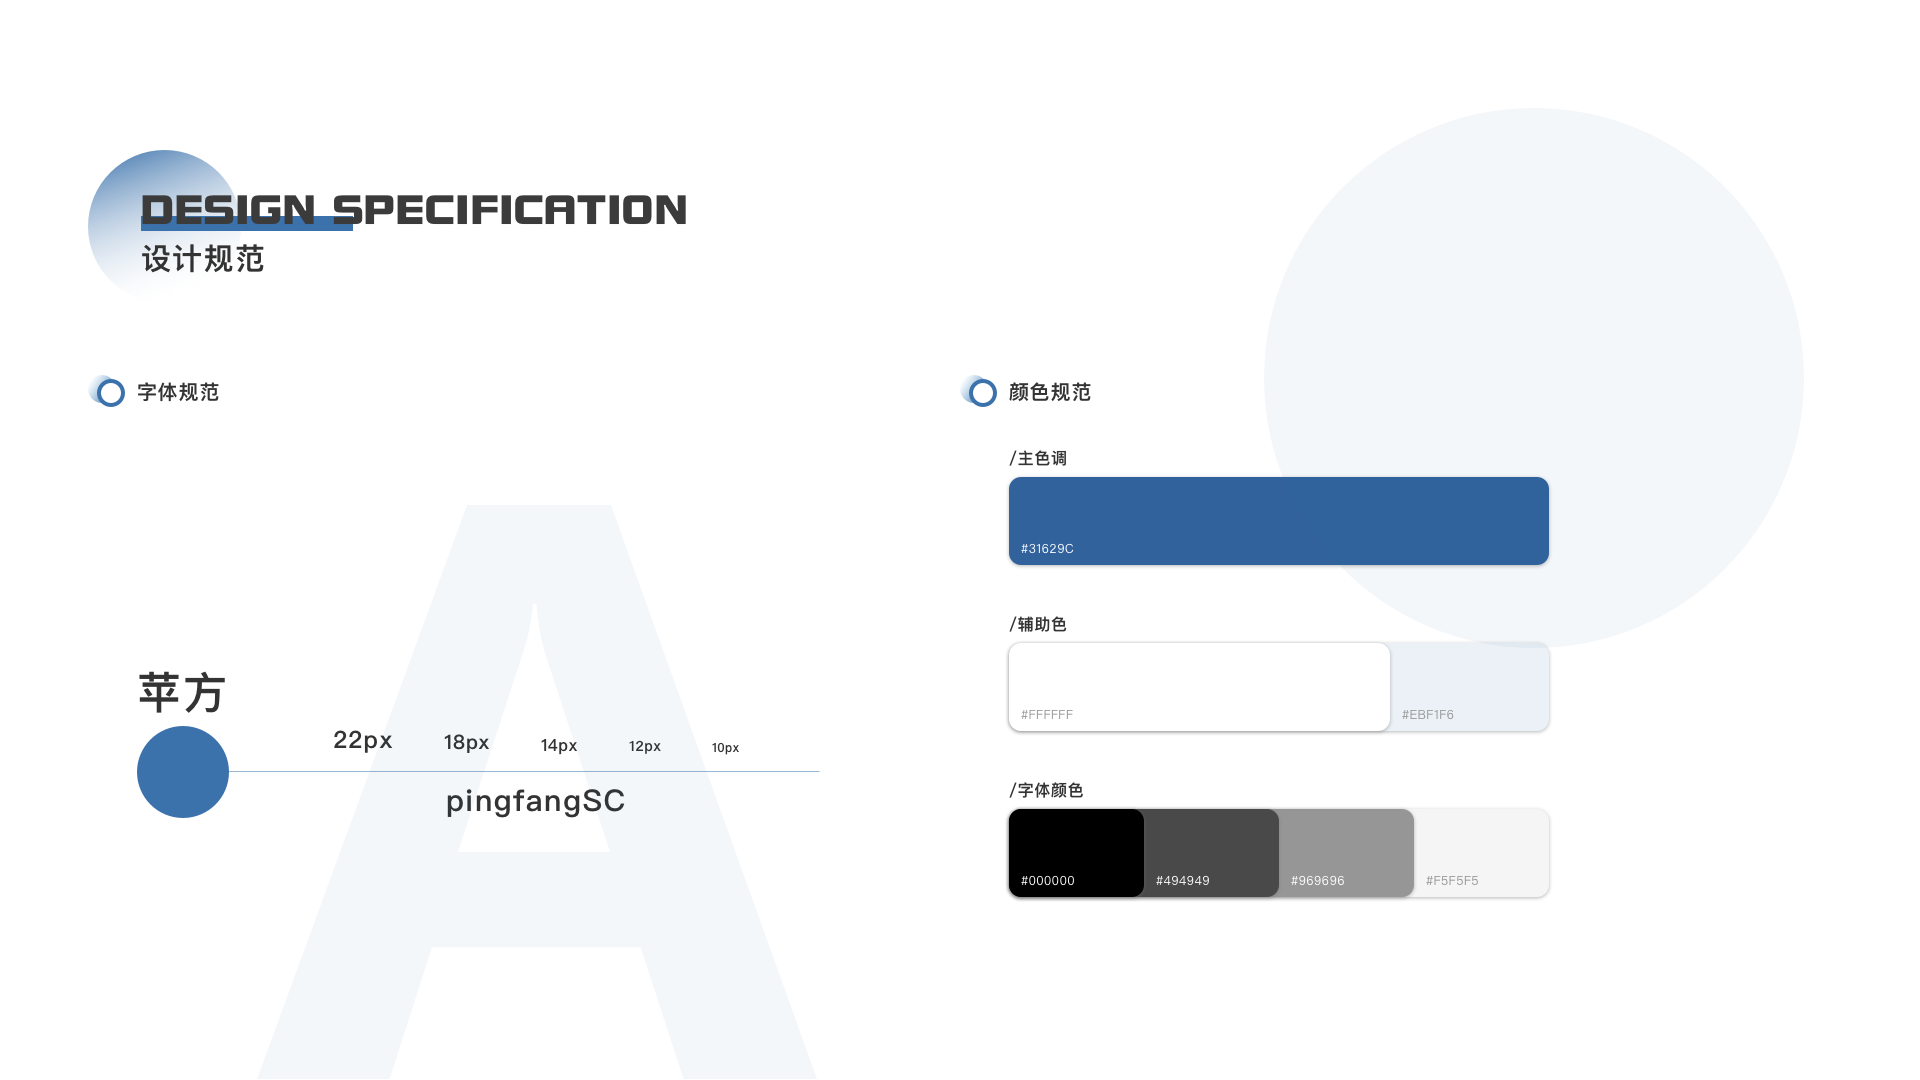 DESIGN SPECIFICATION
设计规范
字体规范
苹方
22px 18px 14px 12px 10px
pingfangSC
A
颜色规范
/主色调
#31629C
/辅助色
#FFFFFF #EBF1F6
/字体颜色
#000000 #494949 #969696 #F5F5F5